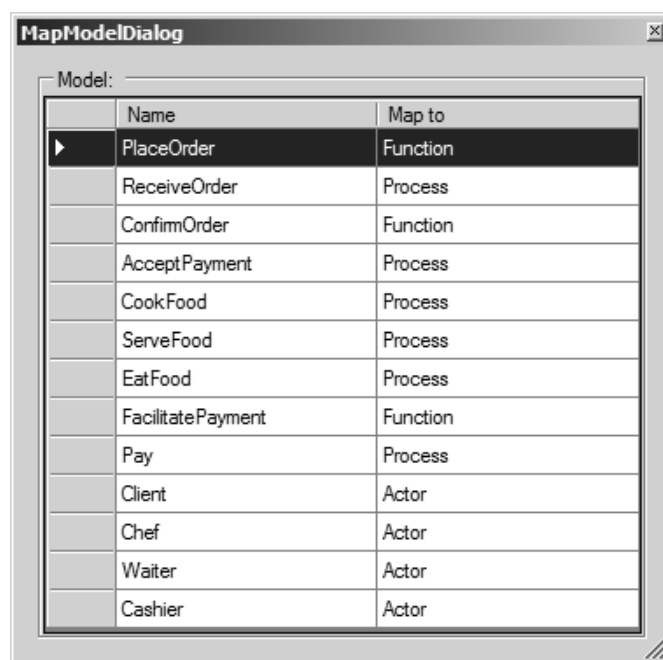 MapModelDialog
Model:
Name Map to
PlaceOrder Function
ReceiveOrder Process
ConfirmOrder Function
AcceptPayment Process
CookFood Process
ServeFood Process
EatFood Process
FacilitatePayment Function
Pay Process
Client Actor
Chef Actor
Waiter Actor
Cashier Actor